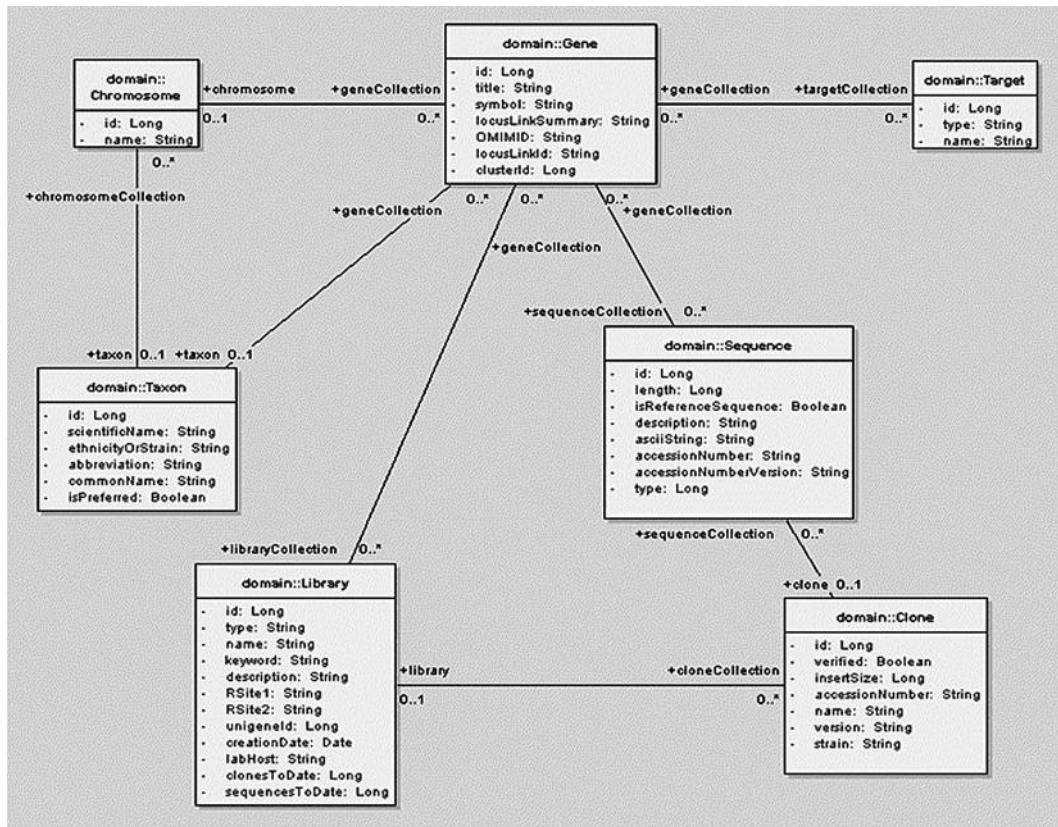 domain::Gene
- id: Long
- title: String
- symbol: String
- locusLinkSummary: String
- OMIMID: String
- locusLinkId: String
- clusterId: Long
domain::
Chromosome
- id: Long
- name: String
domain::Target
- id: Long
- type: String
- name: String
+chromosome +geneCollection
0..1 0..*
+geneCollection +targetCollection
0..* 0..*
0..*
+chromosomeCollection
+geneCollection 0..* 0..* 0..*
+geneCollection
+geneCollection
+sequenceCollection 0..*
+taxon 0..1 +taxon 0..1
domain::Taxon
- id: Long
- scientificName: String
- ethnicityOrStrain: String
- abbreviation: String
- commonName: String
- isPreferred: Boolean
domain::Sequence
- id: Long
- length: Long
- isReferenceSequence: Boolean
- description: String
- asciiString: String
- accessionNumber: String
- accessionNumberVersion: String
- type: Long
+sequenceCollection 0..*
+clone 0..1
+libraryCollection 0..*
domain::Library
- id: Long
- type: String
- name: String
- keyword: String
- description: String
- RSite1: String
- RSite2: String
- unigeneId: Long
- creationDate: Date
- labHost: String
- clonesToDate: Long
- sequencesToDate: Long
+library +cloneCollection
0..1 0..*
domain::Clone
- id: Long
- verified: Boolean
- insertSize: Long
- accessionNumber: String
- name: String
- version: String
- strain: String